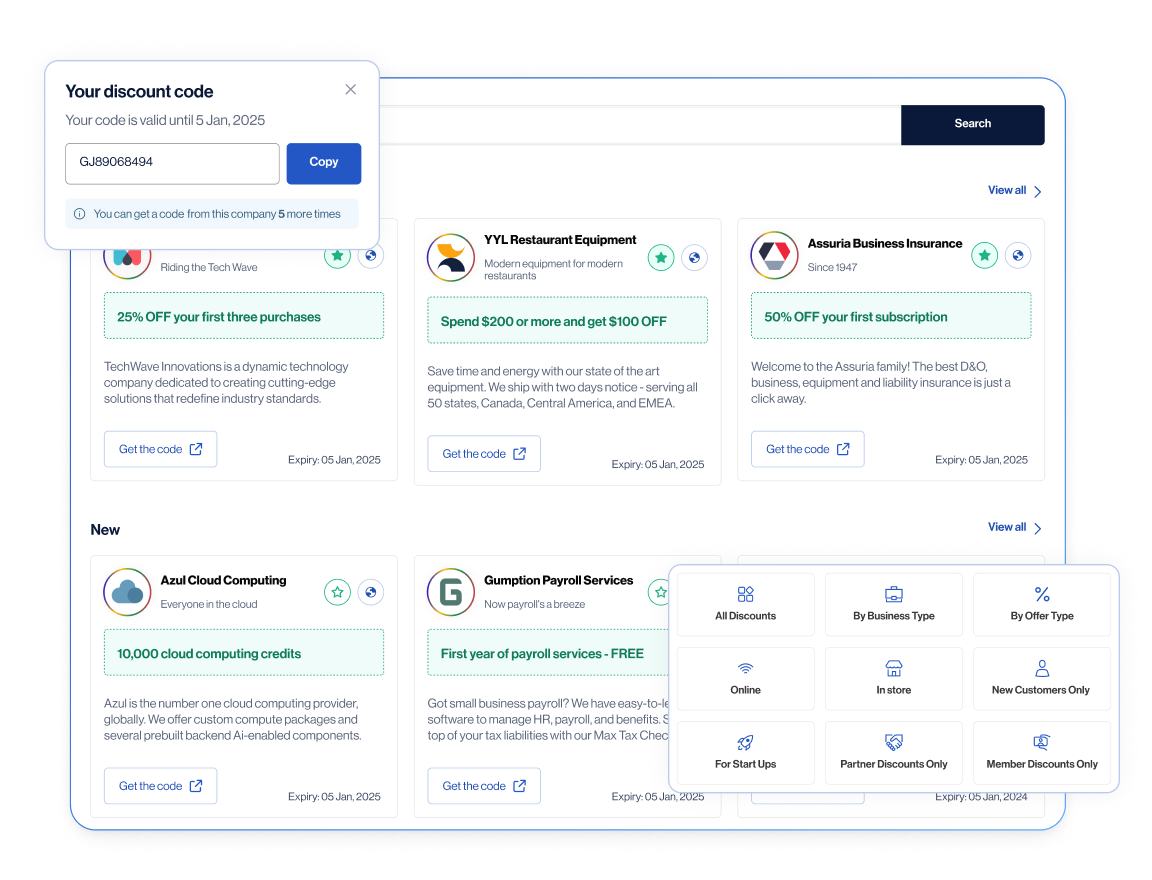 Your discount code
Your code is valid until 5 Jan, 2025
GJ89068494
Copy
You can get a code from this company 5 more times
Search
View all
Riding the Tech Wave
25% OFF your first three purchases
TechWave Innovations is a dynamic technology
company dedicated to creating cutting-edge
solutions that redefine industry standards.
Get the code
Expiry: 05 Jan, 2025
YYL Restaurant Equipment
Modern equipment for modern
restaurants
Spend $200 or more and get $100 OFF
Save time and energy with our state of the art
equipment. We ship with two days notice - serving all
50 states, Canada, Central America, and EMEA.
Get the code
Expiry: 05 Jan, 2025
Assuria Business Insurance
Since 1947
50% OFF your first subscription
Welcome to the Assuria family! The best D&O,
business, equipment and liability insurance is just a
click away.
Get the code
Expiry: 05 Jan, 2025
New
View all
Azul Cloud Computing
Everyone in the cloud
10,000 cloud computing credits
Azul is the number one cloud computing provider,
globally. We offer custom compute packages and
several prebuilt backend Ai-enabled components.
Get the code
Expiry: 05 Jan, 2025
G
Gumption Payroll Services
Now payroll's a breeze
First year of payroll services - FREE
Got small business payroll? We have
software to manage HR, payroll, and benefits.
top of your tax liabilities with our Max Tax
Get the code
Expiry: 05 Jan, 2025
Expiry: 05 Jan, 2024
All Discounts
By Business Type
By Offer Type
Online
In store
New Customers Only
For Start Ups
Partner Discounts Only
Member Discounts Only